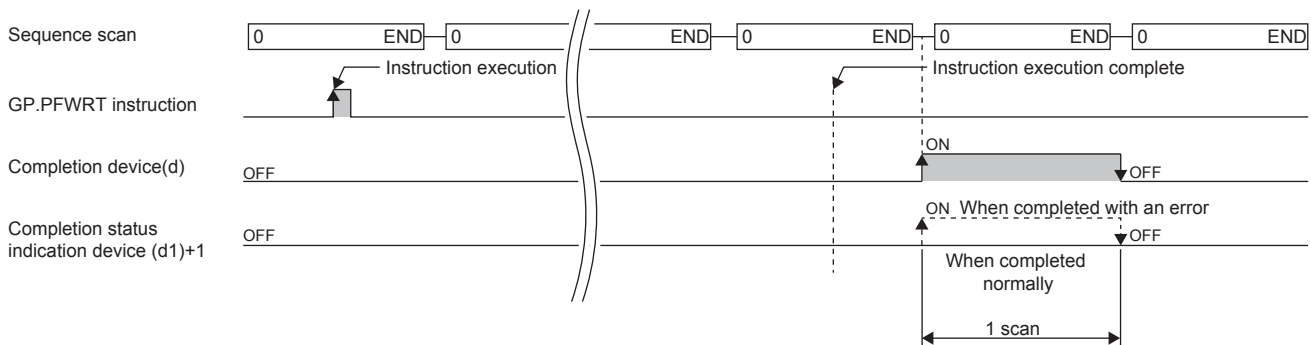 Sequence scan
0 END 0 END 0 END 0 END 0 END
Instruction execution
Instruction execution complete
GP.PFWRT instruction
ON
Completion device(d)
OFF
OFF
ON When completed with an error
Completion status
indication device (d1)+1
OFF
OFF
When completed
normally
1 scan